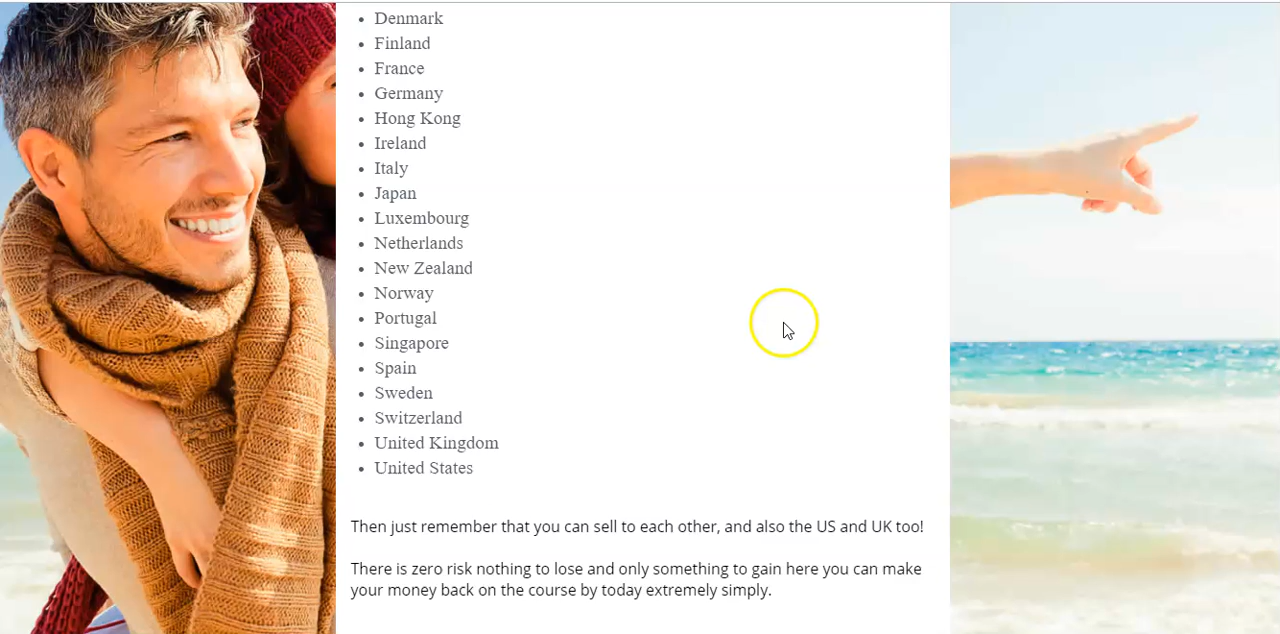 Denmark
Finland
France
Germany
Hong Kong
Ireland
Italy
Japan
Luxembourg
Netherlands
New Zealand
Norway
Portugal
Singapore
Spain
Sweden
Switzerland
United Kingdom
United States
Then just remember that you can sell to each other, and also the US and UK too!
There is zero risk nothing to lose and only something to gain here you can make
your money back on the course by today extremely simply.